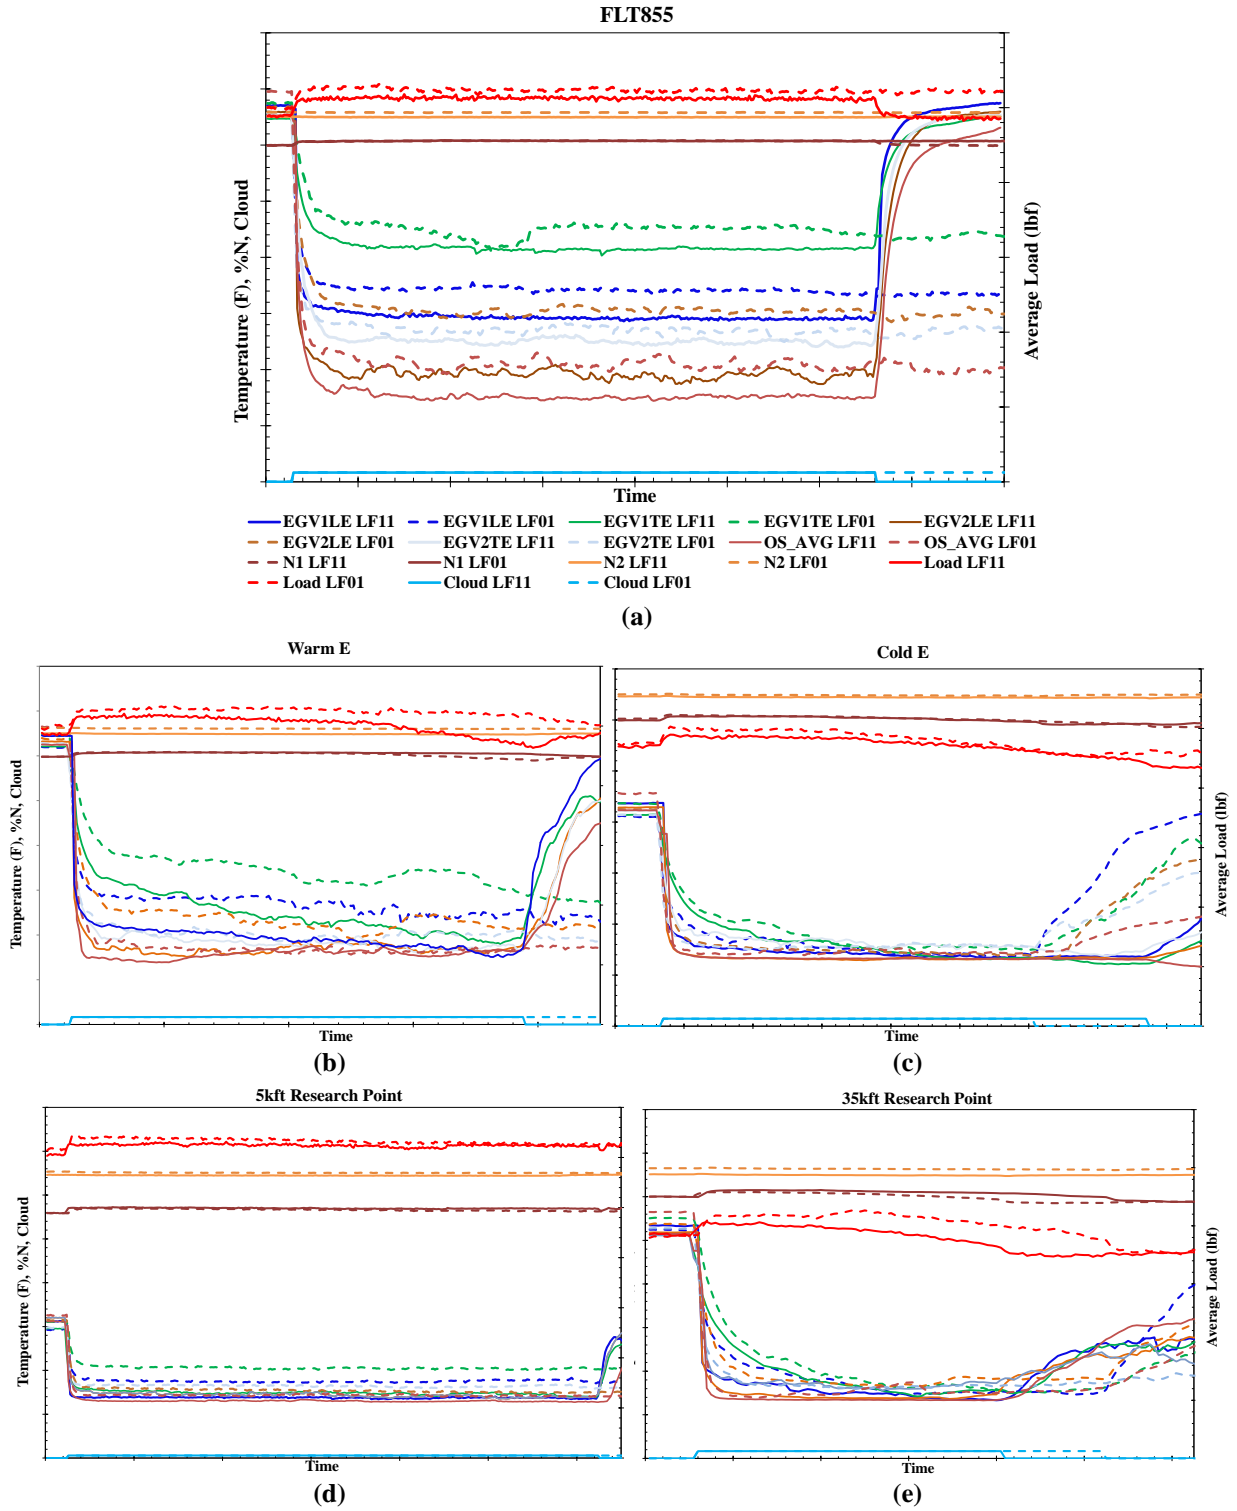 FLT855
Temperature (F), %N, Cloud
Average Load (lbf)
Time
EGV1LE LF11 EGV1LE LF01 EGV1TE LF11 EGV1TE LF01 EGV2LE LF11
EGV2LE LF01 EGV2TE LF11 EGV2TE LF01 OS_AVG LF11 OS_AVG LF01
N1 LF11 N1 LF01 N2 LF11 N2 LF01 Load LF11
Load LF01 Cloud LF11 Cloud LF01
(a)
Warm E
Temperature (F), %N, Cloud
Time
(b)
Cold E
Average Load (lbf)
Time
(c)
5kft Research Point
Temperature (F), %N, Cloud
Time
(d)
35kft Research Point
Average Load (lbf)
Time
(e)